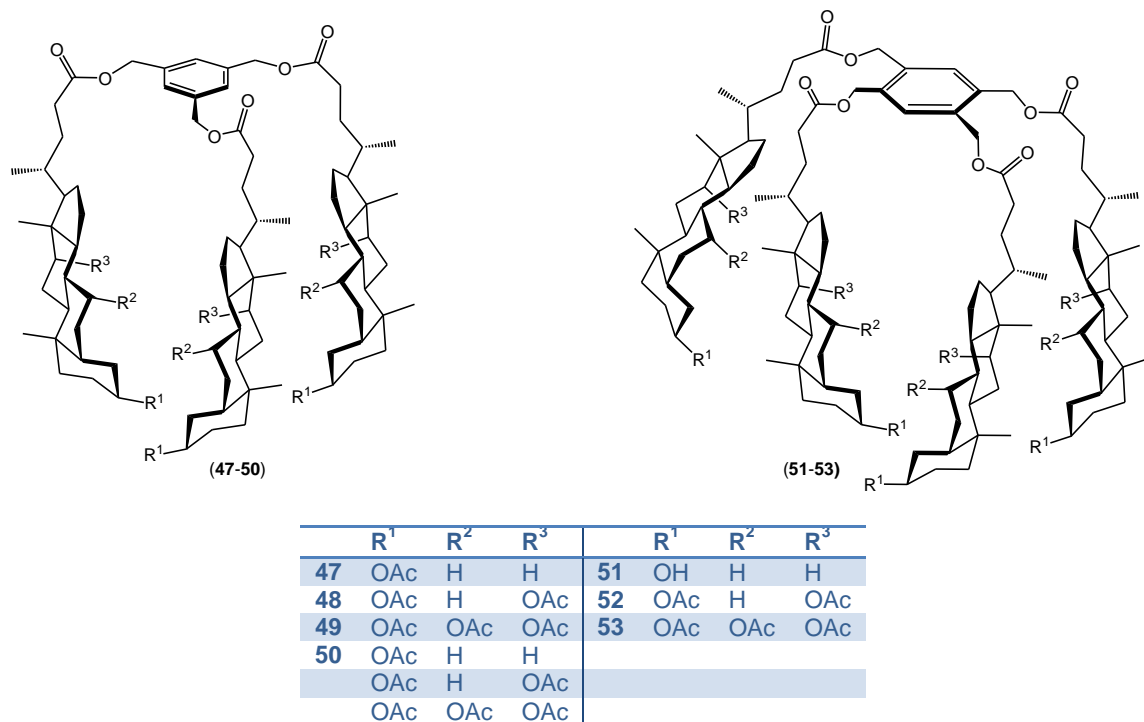 O
O
O
O
O
O
R³
R²
R¹
R³
R²
R¹
R³
R²
R¹
(47-50)
O
O
O
O
O
O
O
O
R³
R²
R¹
R³
R²
R¹
R³
R²
R¹
R³
R²
R¹
(51-53)
R¹ R² R³ R¹ R² R³
47 OAc H H 51 OH H H
48 OAc H OAc 52 OAc H OAc
49 OAc OAc OAc 53 OAc OAc OAc
50 OAc H H
OAc H OAc
OAc OAc OAc